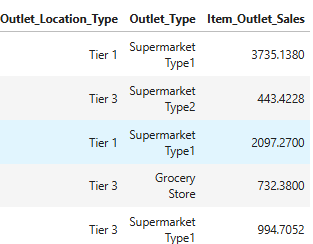 Outlet_Location_Type Outlet_Type Item_Outlet_Sales
Tier 1 Supermarket Type1 3735.1380
Tier 3 Supermarket Type2 443.4228
Tier 1 Supermarket Type1 2097.2700
Tier 3 Grocery Store 732.3800
Tier 3 Supermarket Type1 994.7052